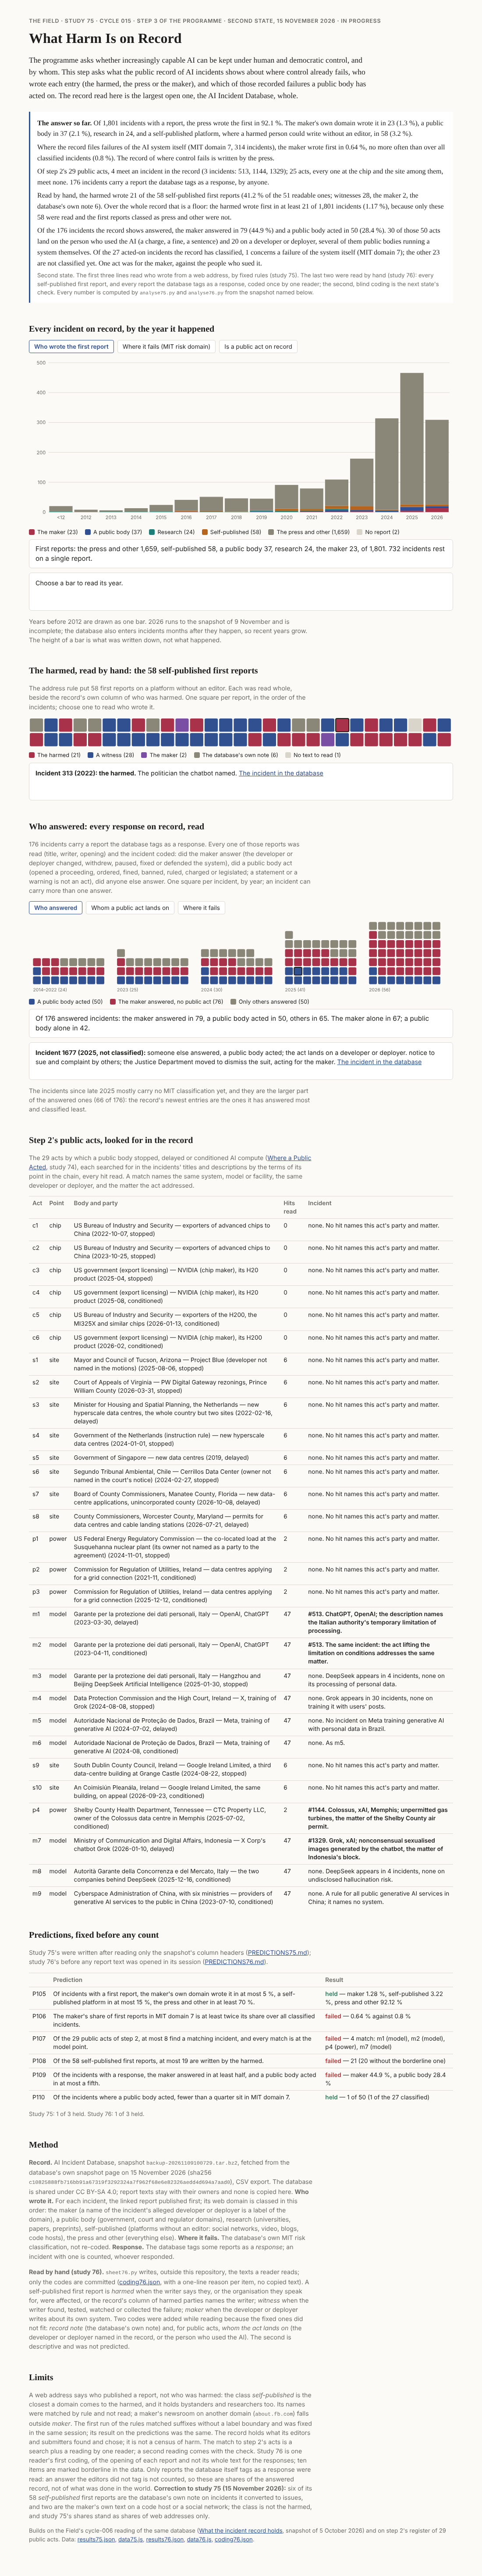 THE FIELD · STUDY 75 · CYCLE 015 · STEP 3 OF THE PROGRAMME · SECOND STATE, 15 NOVEMBER 2026 · IN PROGRESS
What Harm Is on Record
The programme asks whether increasingly capable AI can be kept under human and democratic control, and
by whom. This step asks what the public record of AI incidents shows about where control already fails, who
wrote each entry (the harmed, the press or the maker), and which of those recorded failures a public body has
acted on. The record read here is the largest open one, the AI Incident Database, whole.
The answer so far. Of 1,801 incidents with a report, the press wrote the first in 92.1 %. The maker's own domain wrote it in 23 (1.3 %), a public
body in 37 (2.1 %), research in 24, and a self-published platform, where a harmed person could write without an editor, in 58 (3.2 %).
Where the record files failures of the AI system itself (MIT domain 7, 314 incidents), the maker wrote first in 0.64 %, no more often than over all
classified incidents (0.8 %). The record of where control fails is written by the press.
Of step 2's 29 public acts, 4 meet an incident in the record (3 incidents: 513, 1144, 1329); 25 acts, every one at the chip and the site among them,
meet none. 176 incidents carry a report the database tags as a response, by anyone.
Read by hand, the harmed wrote 21 of the 58 self-published first reports (41.2 % of the 51 readable ones; witnesses 28, the maker 2, the
database's own note 6). Over the whole record that is a floor: the harmed wrote first in at least 21 of 1,801 incidents (1.17 %), because only these
58 were read and the first reports classed as press and other were not.
Of the 176 incidents the record shows answered, the maker answered in 79 (44.9 %) and a public body acted in 50 (28.4 %). 30 of those 50 acts
land on the person who used the AI (a charge, a fine, a sentence) and 20 on a developer or deployer, several of them public bodies running a
system themselves. Of the 27 acted-on incidents the record has classified, 1 concerns a failure of the system itself (MIT domain 7); the other 23
are not classified yet. One act was for the maker, against the people who sued it.
Second state. The first three lines read who wrote from a web address, by fixed rules (study 75). The last two were read by hand (study 76): every
self-published first report, and every report the database tags as a response, coded once by one reader; the second, blind coding is the next state's
check. Every number is computed by analyse75.py and analyse76.py from the snapshot named below.
Every incident on record, by the year it happened
Who wrote the first report
Where it fails (MIT risk domain)
Is a public act on record
500
400
300
200
100
0
<12 2012 2013 2014 2015 2016 2017 2018 2019 2020 2021 2022 2023 2024 2025 2026
The maker (23) A public body (37) Research (24) Self-published (58) The press and other (1,659) No report (2)
First reports: the press and other 1,659, self-published 58, a public body 37, research 24, the maker 23, of 1,801. 732 incidents rest
on a single report.
Choose a bar to read its year.
Years before 2012 are drawn as one bar. 2026 runs to the snapshot of 9 November and is
incomplete; the database also enters incidents months after they happen, so recent years grow.
The height of a bar is what was written down, not what happened.
The harmed, read by hand: the 58 self-published first reports
The address rule put 58 first reports on a platform without an editor. Each was read whole,
beside the record's own column of who was harmed. One square per report, in the order of the
incidents; choose one to read who wrote it.
The harmed (21) A witness (28) The maker (2) The database's own note (6) No text to read (1)
Incident 313 (2022): the harmed. The politician the chatbot named. The incident in the database
Who answered: every response on record, read
176 incidents carry a report the database tags as a response. Every one of those reports was
read (title, writer, opening) and the incident coded: did the maker answer (the developer or
deployer changed, withdrew, paused, fixed or defended the system), did a public body act
(opened a proceeding, ordered, fined, banned, ruled, charged or legislated; a statement or a
warning is not an act), did anyone else answer. One square per incident, by year; an incident can
carry more than one answer.
Who answered
Whom a public act lands on
Where it fails
2014–2022 (24) 2023 (25) 2024 (30) 2025 (41) 2026 (56)
A public body acted (50) The maker answered, no public act (76) Only others answered (50)
Of 176 answered incidents: the maker answered in 79, a public body acted in 50, others in 65. The maker alone in 67; a public
body alone in 42.
Incident 1677 (2025, not classified): someone else answered, a public body acted; the act lands on a developer or deployer. notice to
sue and complaint by others; the Justice Department moved to dismiss the suit, acting for the maker. The incident in the database
The incidents since late 2025 mostly carry no MIT classification yet, and they are the larger part
of the answered ones (66 of 176): the record's newest entries are the ones it has answered most
and classified least.
Step 2's public acts, looked for in the record
The 29 acts by which a public body stopped, delayed or conditioned AI compute (Where a Public
Acted, study 74), each searched for in the incidents' titles and descriptions by the terms of its
point in the chain, every hit read. A match names the same system, model or facility, the same
developer or deployer, and the matter the act addressed.
Act Point Body and party Hits read Incident
c1 chip US Bureau of Industry and Security — exporters of advanced chips to China (2022-10-07, stopped) 0 none. No hit names this act's party and matter.
c2 chip US Bureau of Industry and Security — exporters of advanced chips to China (2023-10-25, stopped) 0 none. No hit names this act's party and matter.
c3 chip US government (export licensing) — NVIDIA (chip maker), its H20 product (2025-04, stopped) 0 none. No hit names this act's party and matter.
c4 chip US government (export licensing) — NVIDIA (chip maker), its H20 product (2025-08, conditioned) 0 none. No hit names this act's party and matter.
c5 chip US Bureau of Industry and Security — exporters of the H200, the MI325X and similar chips (2026-01-13, conditioned) 0 none. No hit names this act's party and matter.
c6 chip US government (export licensing) — NVIDIA (chip maker), its H200 product (2026-02, conditioned) 0 none. No hit names this act's party and matter.
s1 site Mayor and Council of Tucson, Arizona — Project Blue (developer not named in the motions) (2025-08-06, stopped) 6 none. No hit names this act's party and matter.
s2 site Court of Appeals of Virginia — PW Digital Gateway rezonings, Prince William County (2026-03-31, stopped) 6 none. No hit names this act's party and matter.
s3 site Minister for Housing and Spatial Planning, the Netherlands — new hyperscale data centres, the whole country but two sites (2022-02-16, delayed) 6 none. No hit names this act's party and matter.
s4 site Government of the Netherlands (instruction rule) — new hyperscale data centres (2024-01-01, stopped) 6 none. No hit names this act's party and matter.
s5 site Government of Singapore — new data centres (2019, delayed) 6 none. No hit names this act's party and matter.
s6 site Segundo Tribunal Ambiental, Chile — Cerrillos Data Center (owner not named in the court's notice) (2024-02-27, stopped) 6 none. No hit names this act's party and matter.
s7 site Board of County Commissioners, Manatee County, Florida — new data-centre applications, unincorporated county (2026-10-08, delayed) 6 none. No hit names this act's party and matter.
s8 site County Commissioners, Worcester County, Maryland — permits for data centres and cable landing stations (2026-07-21, delayed) 6 none. No hit names this act's party and matter.
p1 power US Federal Energy Regulatory Commission — the co-located load at the Susquehanna nuclear plant (its owner not named as a party to the agreement) (2024-11-01, stopped) 2 none. No hit names this act's party and matter.
p2 power Commission for Regulation of Utilities, Ireland — data centres applying for a grid connection (2021-11, conditioned) 2 none. No hit names this act's party and matter.
p3 power Commission for Regulation of Utilities, Ireland — data centres applying for a grid connection (2025-12-12, conditioned) 2 none. No hit names this act's party and matter.
m1 model Garante per la protezione dei dati personali, Italy — OpenAI, ChatGPT (2023-03-30, delayed) 47 #513. ChatGPT, OpenAI; the description names the Italian authority's temporary limitation of processing.
m2 model Garante per la protezione dei dati personali, Italy — OpenAI, ChatGPT (2023-04-11, conditioned) 47 #513. The same incident: the act lifting the limitation on conditions addresses the same matter.
m3 model Garante per la protezione dei dati personali, Italy — Hangzhou and Beijing DeepSeek Artificial Intelligence (2025-01-30, stopped) 47 none. DeepSeek appears in 4 incidents, none on its processing of personal data.
m4 model Data Protection Commission and the High Court, Ireland — X, training of Grok (2024-08-08, stopped) 47 none. Grok appears in 30 incidents, none on training it with users' posts.
m5 model Autoridade Nacional de Proteção de Dados, Brazil — Meta, training of generative AI (2024-07-02, delayed) 47 none. No incident on Meta training generative AI with personal data in Brazil.
m6 model Autoridade Nacional de Proteção de Dados, Brazil — Meta, training of generative AI (2024-08, conditioned) 47 none. As m5.
s9 site South Dublin County Council, Ireland — Google Ireland Limited, a third data-centre building at Grange Castle (2024-08-22, stopped) 6 none. No hit names this act's party and matter.
s10 site An Coimisiún Pleanála, Ireland — Google Ireland Limited, the same building, on appeal (2026-09-23, conditioned) 6 none. No hit names this act's party and matter.
p4 power Shelby County Health Department, Tennessee — CTC Property LLC, owner of the Colossus data centre in Memphis (2025-07-02, conditioned) 2 #1144. Colossus, xAI, Memphis; unpermitted gas turbines, the matter of the Shelby County air permit.
m7 model Ministry of Communication and Digital Affairs, Indonesia — X Corp's chatbot Grok (2026-01-10, delayed) 47 #1329. Grok, xAI; nonconsensual sexualised images generated by the chatbot, the matter of Indonesia's block.
m8 model Autorità Garante della Concorrenza e del Mercato, Italy — the two companies behind DeepSeek (2025-12-16, conditioned) 47 none. DeepSeek appears in 4 incidents, none on undisclosed hallucination risk.
m9 model Cyberspace Administration of China, with six ministries — providers of generative AI services to the public in China (2023-07-10, conditioned) 47 none. A rule for all public generative AI services in China; it names no system.
Predictions, fixed before any count
Study 75's were written after reading only the snapshot's column headers (PREDICTIONS75.md);
study 76's before any report text was opened in its session (PREDICTIONS76.md).
Prediction Result
P105 Of incidents with a first report, the maker's own domain wrote it in at most 5 %, a self-published platform in at most 15 %, the press and other in at least 70 %. held — maker 1.28 %, self-published 3.22 %, press and other 92.12 %
P106 The maker's share of first reports in MIT domain 7 is at least twice its share over all classified incidents. failed — 0.64 % against 0.8 %
P107 Of the 29 public acts of step 2, at most 8 find a matching incident, and every match is at the model point. failed — 4 match: m1 (model), m2 (model), p4 (power), m7 (model)
P108 Of the 58 self-published first reports, at most 19 were written by the harmed. failed — 21 (20 without the borderline one)
P109 Of the incidents with a response, the maker answered in at least half, and a public body acted in at most a fifth. failed — maker 44.9 %, a public body 28.4 %
P110 Of the incidents where a public body acted, fewer than a quarter sit in MIT domain 7. held — 1 of 50 (1 of the 27 classified)
Study 75: 1 of 3 held. Study 76: 1 of 3 held.
Method
Record. AI Incident Database, snapshot backup-20261109100720.tar.bz2, fetched from the
database's own snapshot page on 15 November 2026 (sha256
), CSV export. The database
is shared under CC BY-SA 4.0; report texts stay with their owners and none is copied here. Who
wrote it. For each incident, the linked report published first; its web domain is classed in this
order: the maker (a name of the incident's alleged developer or deployer is a label of the
domain), a public body (government, court and regulator domains), research (universities,
papers, preprints), self-published (platforms without an editor: social networks, video, blogs,
code hosts), the press and other (everything else). Where it fails. The database's own MIT
classification, not re-coded. Response. The database tags some reports as a response; an
incident with one is counted, whoever responded.
Read by hand (study 76). sheet76.py writes, outside this repository, the texts a reader reads;
only the codes are committed (coding76.json, with a one-line reason per item, no copied text). A
self-published first report is harmed when the writer says they, or the organisation they speak
for, were affected, or the record's column of harmed parties names the writer; witness when the
writer found, tested, watched or collected the failure; maker when the developer or deployer
writes about its own system. Two codes were added while reading because the fixed ones did
not fit: record note (the database's own note) and, for public acts, whom the act lands on (the
developer or deployer named in the record, or the person who used the AI). The second is
descriptive and was not predicted.
Limits
A web address says who published a report, not who was harmed: the class self-published is the
closest a domain comes to the harmed, and it holds bystanders and researchers too. Its names
were matched by rule and not read; a maker's newsroom on another domain (about.fb.com) falls
outside maker. The first run of the rules matched suffixes without a label boundary and was fixed
in the same session; its result on the predictions was the same. The record holds what its editors
and submitters found and chose; it is not a census of harm. The match to step 2's acts is a
search plus a reading by one reader; a second reading comes with the check. Study 76 is one
reader's first coding, of the opening of each report and not its whole text for the responses; ten
items are marked borderline in the data. Only reports the database itself tags as a response were
read: an answer the editors did not tag is not counted, so these are shares of the answered
record, not of what was done in the world. Correction to study 75 (15 November 2026): six of its
58 self-published first reports are the database's own notes on incidents it converted to issues,
and two are the maker's own text on a code host or a social network; the class is not the harmed,
and study 75's shares stand as shares of web addresses only.
Builds on the Field's cycle-006 reading of the same database (What the Incident record holds, snapshot of 5 October 2026) and on step 2's register of 29
public acts. Data: results75.json, data75.js, results76.json, data76.js, coding76.json.